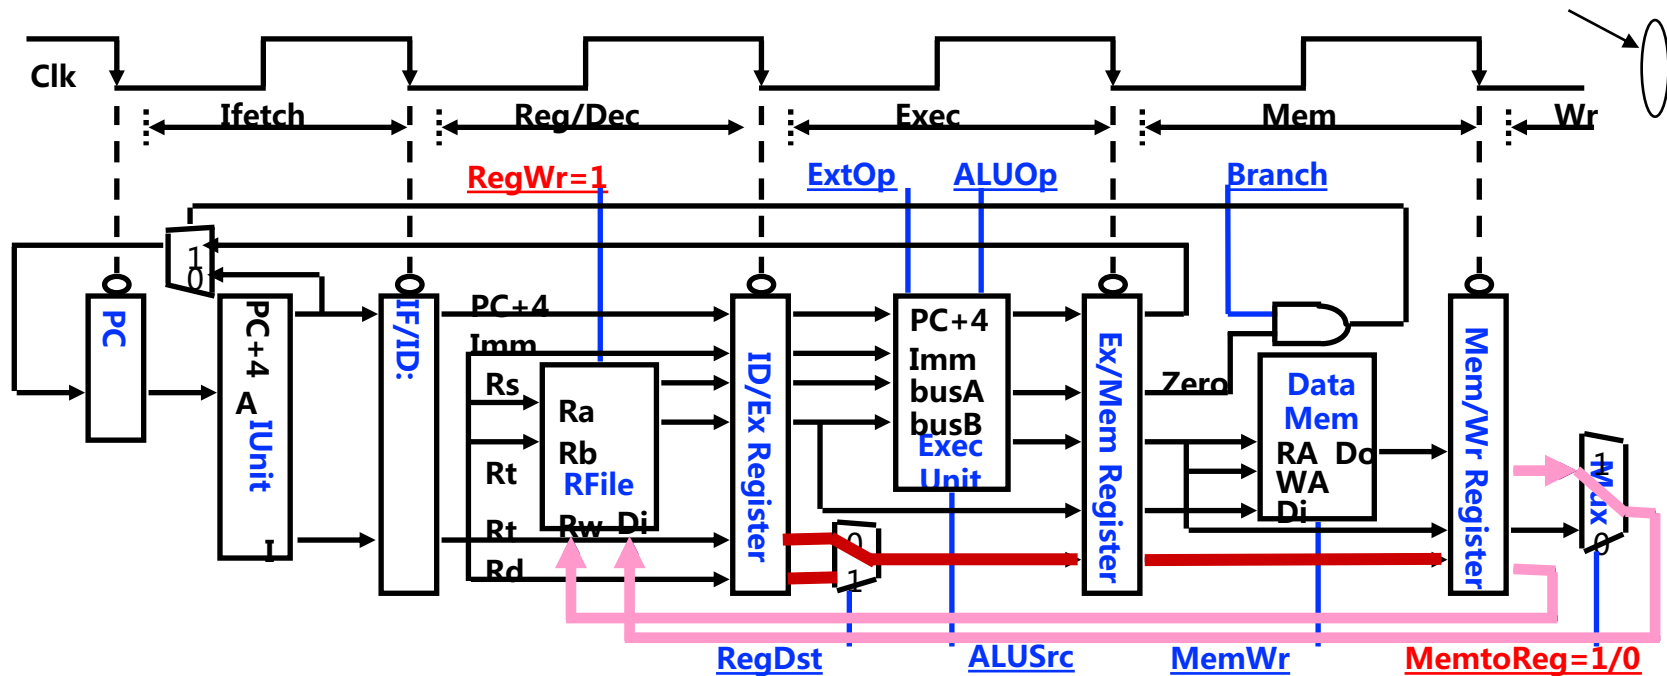 Clk
Ifetch
Reg/Dec
Exec
Mem
Wr
RegWr=1
ExtOp
ALUOp
Branch
1
0
PC
PC+4
A
IUnit
I
IF/ID:
PC+4
Imm
Rs
Rt
Rt
Rd
Ra
Rb
RFile
Rw Di
ID/Ex Register
0
1
PC+4
Imm
busA
busB
Exec
Unit
Ex/Mem Register
Zero
Data
Mem
RA Do
WA
Di
Mem/Wr Register
1
Mux
0
RegDst
ALUSrc
MemWr
MemtoReg=1/0